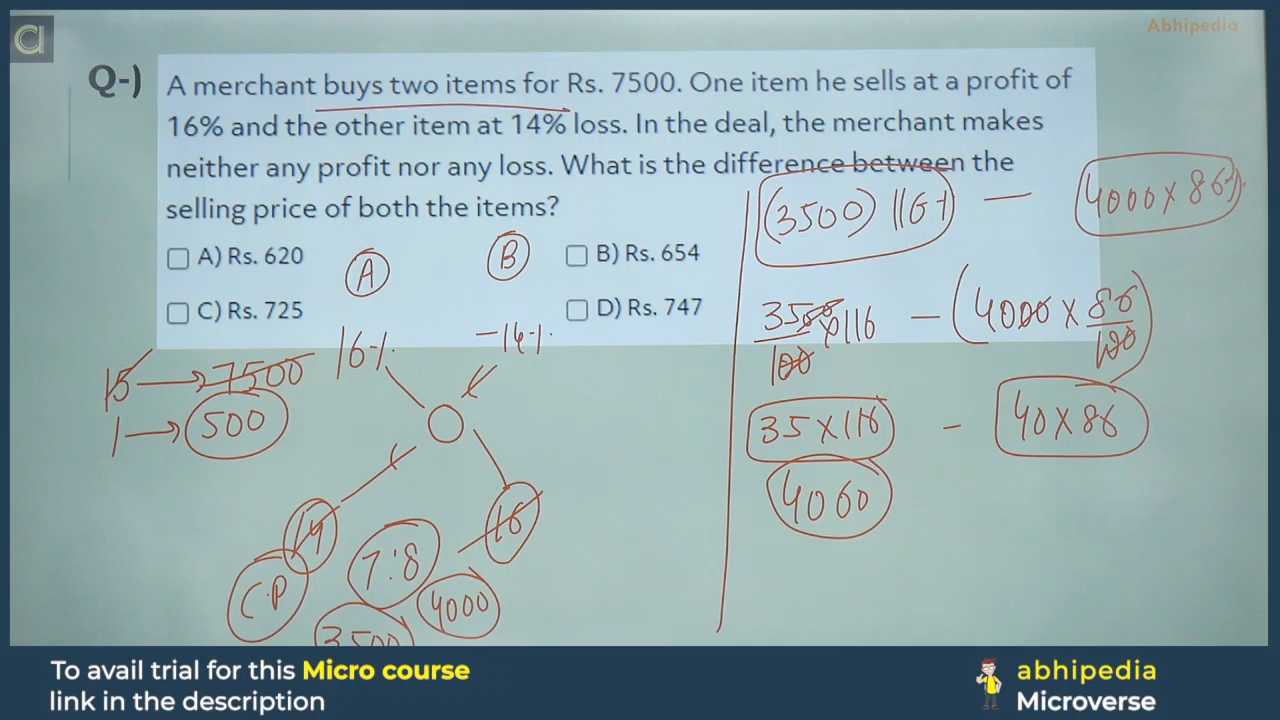 Abhipedia
Q-)
A merchant buys two items for Rs. 7500. One item he sells at a profit of
16% and the other item at 14% loss. In the deal, the merchant makes
neither any profit nor any loss. What is the difference between the
selling price of both the items?
A) Rs. 620
B) Rs. 654
C) Rs. 725
D) Rs. 747
A
B
16%
-14%
15 → 7500
1 → 500
14
16
C.P
7:8
3500
4000
(3500) 116% - 4000 × 86%
3500/100 × 116 - (4000 × 86/100)
35 × 116 - 40 × 86
4060
To avail trial for this Micro course
link in the description
abhipedia
Microverse